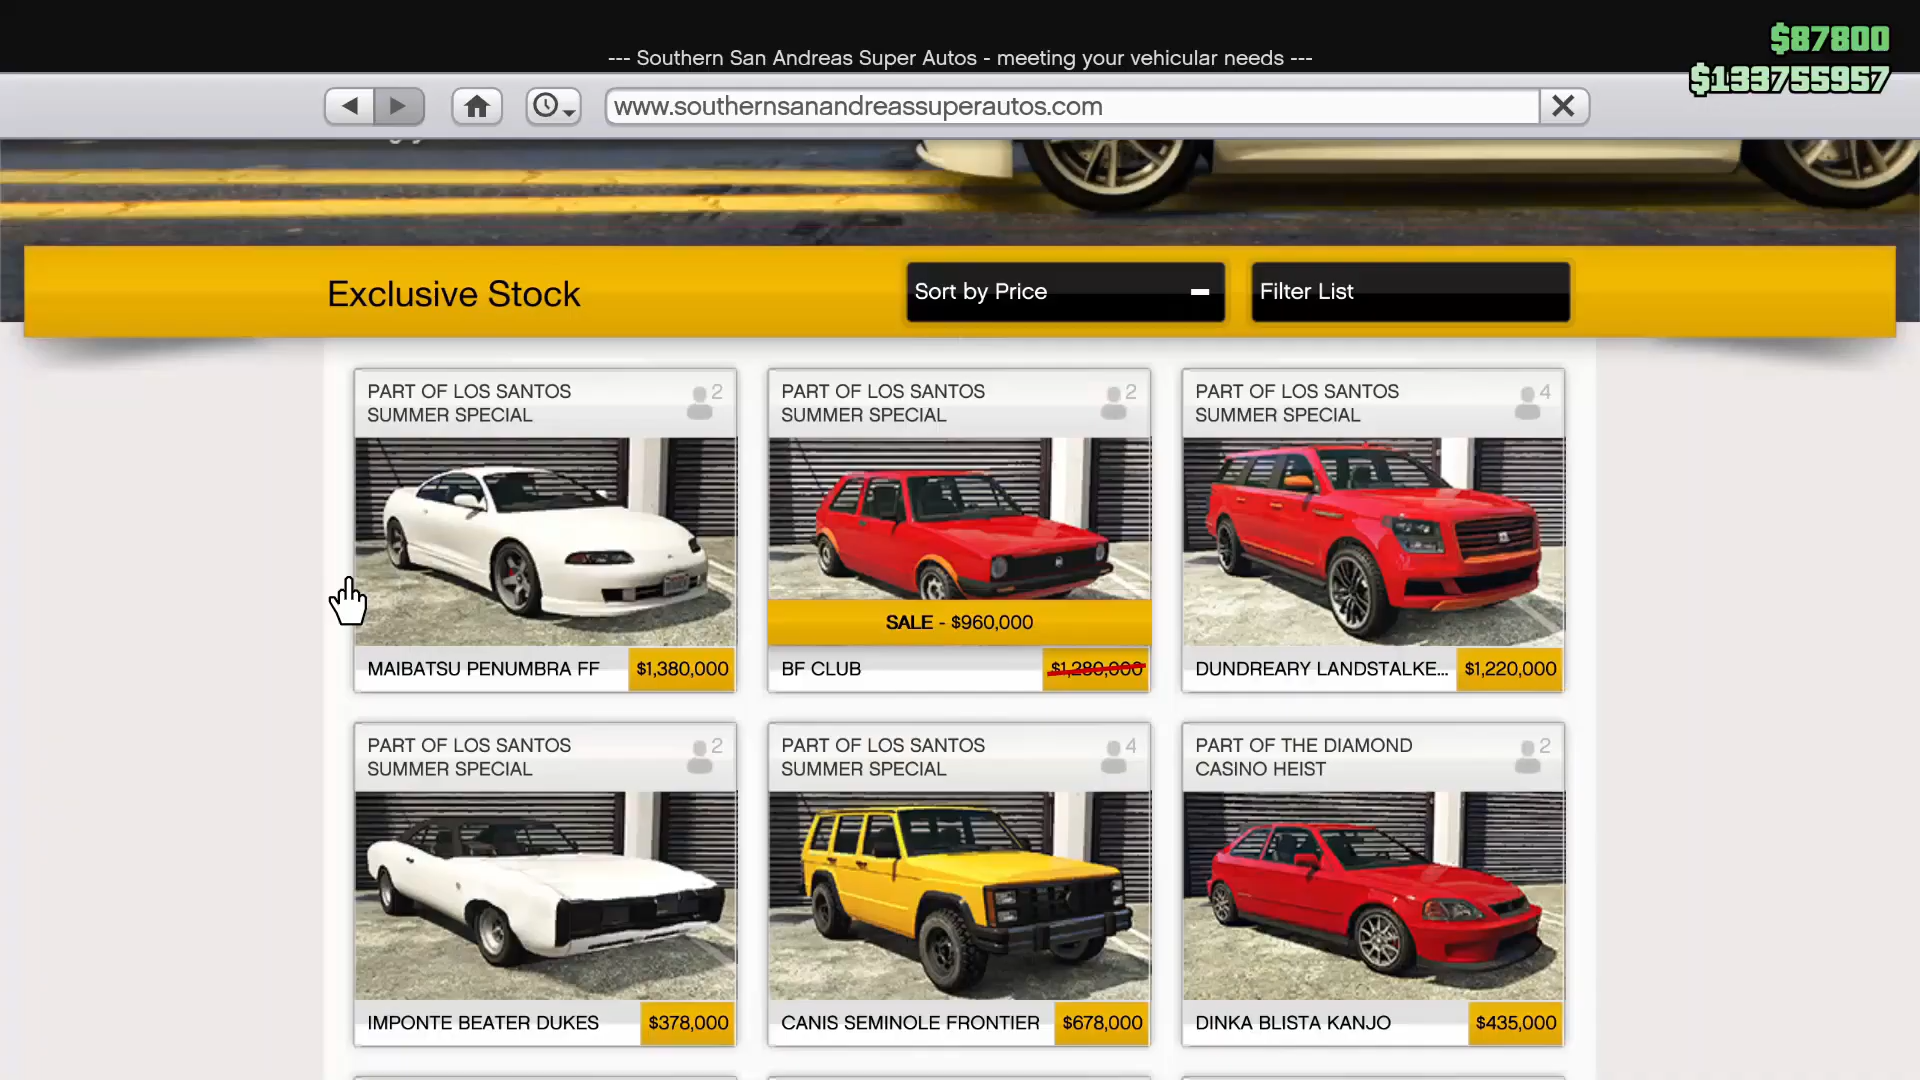 --- Southern San Andreas Super Autos - meeting your vehicular needs ---
$87800
$133755957
www.southernsanandreassuperautos.com
Exclusive Stock
Sort by Price
Filter List
PART OF LOS SANTOS
SUMMER SPECIAL
2
MAIBATSU PENUMBRA FF
$1,380,000
PART OF LOS SANTOS
SUMMER SPECIAL
2
SALE - $960,000
BF CLUB
$1,280,000
PART OF LOS SANTOS
SUMMER SPECIAL
4
DUNDREARY LANDSTALKE...
$1,220,000
PART OF LOS SANTOS
SUMMER SPECIAL
2
IMPONTE BEATER DUKES
$378,000
PART OF LOS SANTOS
SUMMER SPECIAL
4
CANIS SEMINOLE FRONTIER
$678,000
PART OF THE DIAMOND
CASINO HEIST
2
DINKA BLISTA KANJO
$435,000